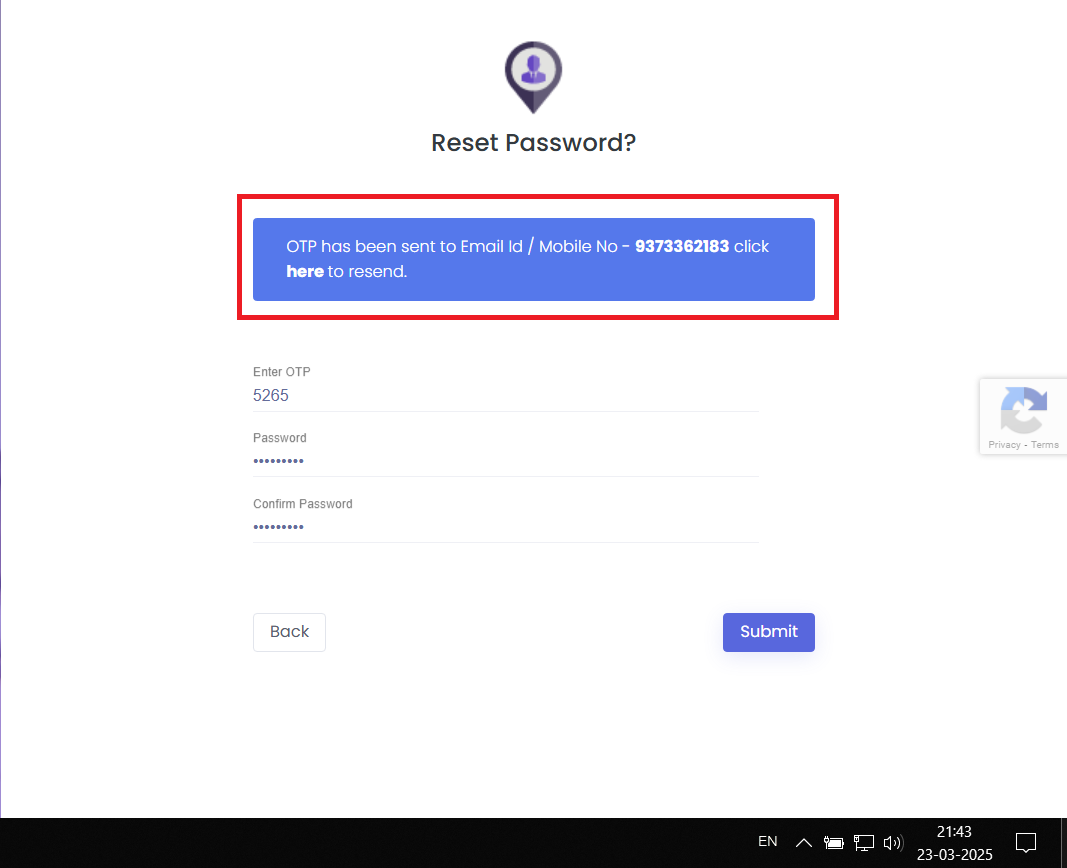 Reset Password?
OTP has been sent to Email Id / Mobile No - 9373362183 click
here to resend.
Enter OTP
5265
Password
•••••••••
Confirm Password
•••••••••
Privacy - Terms
Back
Submit
EN
21:43
23-03-2025